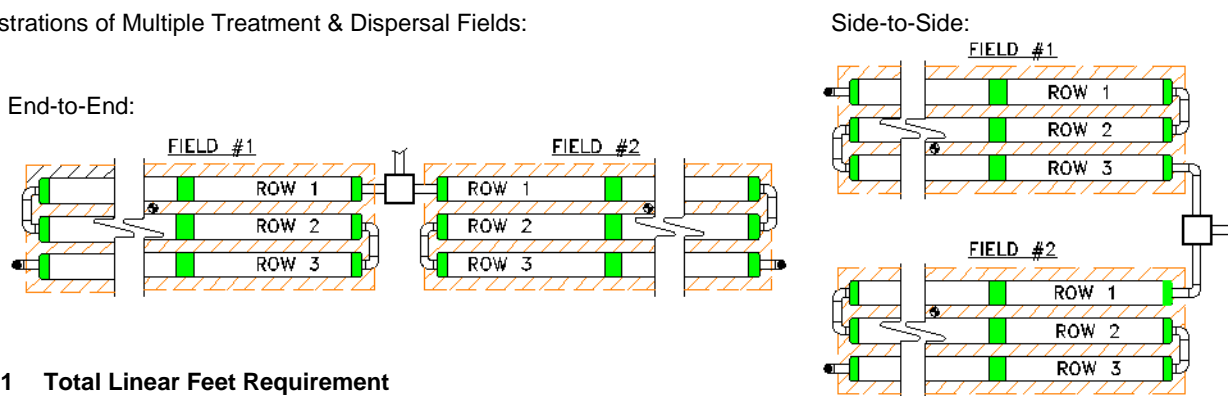 strations of Multiple Treatment & Dispersal Fields:
Side-to-Side:
End-to-End:
FIELD #1
ROW 1
ROW 2
ROW 3
FIELD #2
ROW 1
ROW 2
ROW 3
FIELD #1
ROW 1
ROW 2
ROW 3
FIELD #2
ROW 1
ROW 2
ROW 3
1 Total Linear Feet Requirement